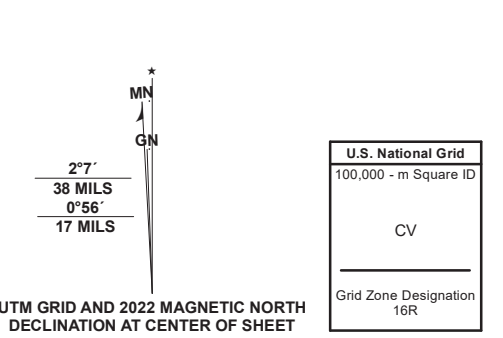 ★
MN
GN
2°7´
38 MILS
0°56´
17 MILS
UTM GRID AND 2022 MAGNETIC NORTH
DECLINATION AT CENTER OF SHEET
U.S. National Grid
100,000 - m Square ID
CV
Grid Zone Designation
16R